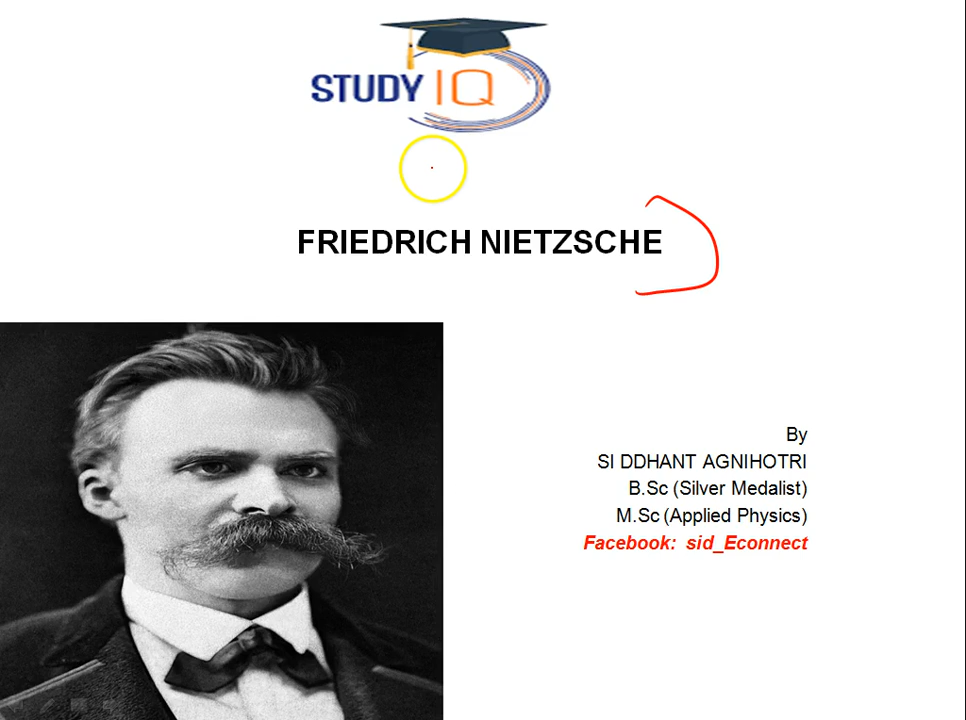 STUDY IQ
FRIEDRICH NIETZSCHE
By
SI DDHANT AGNIHOTRI
B.Sc (Silver Medalist)
M.Sc (Applied Physics)
Facebook: sid_Econnect